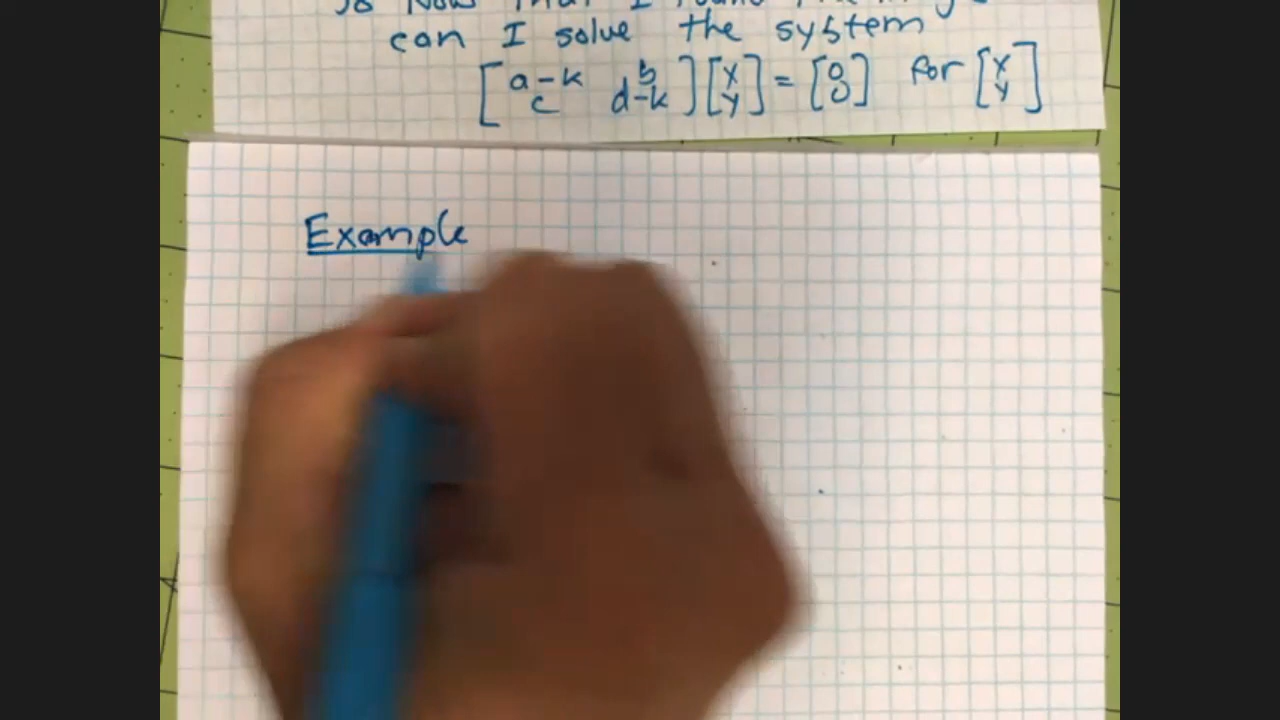 can I solve the system
[a-k b
c d-k] [x
y] = [0
0] for [x
y]
Example